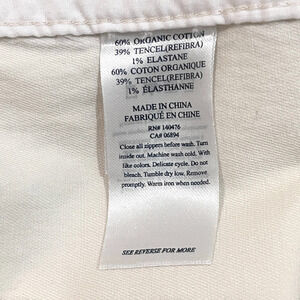 60% ORGANIC COTTON
39% TENCEL(REFIBRA)
1% ELASTANE
60% COTON ORGANIQUE
39% TENCEL(REFIBRA)
1% ÉLASTHANNE
MADE IN CHINA
FABRIQUÉ EN CHINE
RN# 140476
CA# 06894
Close all zippers before wash. Turn
inside out. Machine wash cold. With
like colors. Delicate cycle. Do not
bleach. Tumble dry low. Remove
promptly. Warm iron when needed.
SEE REVERSE FOR MORE